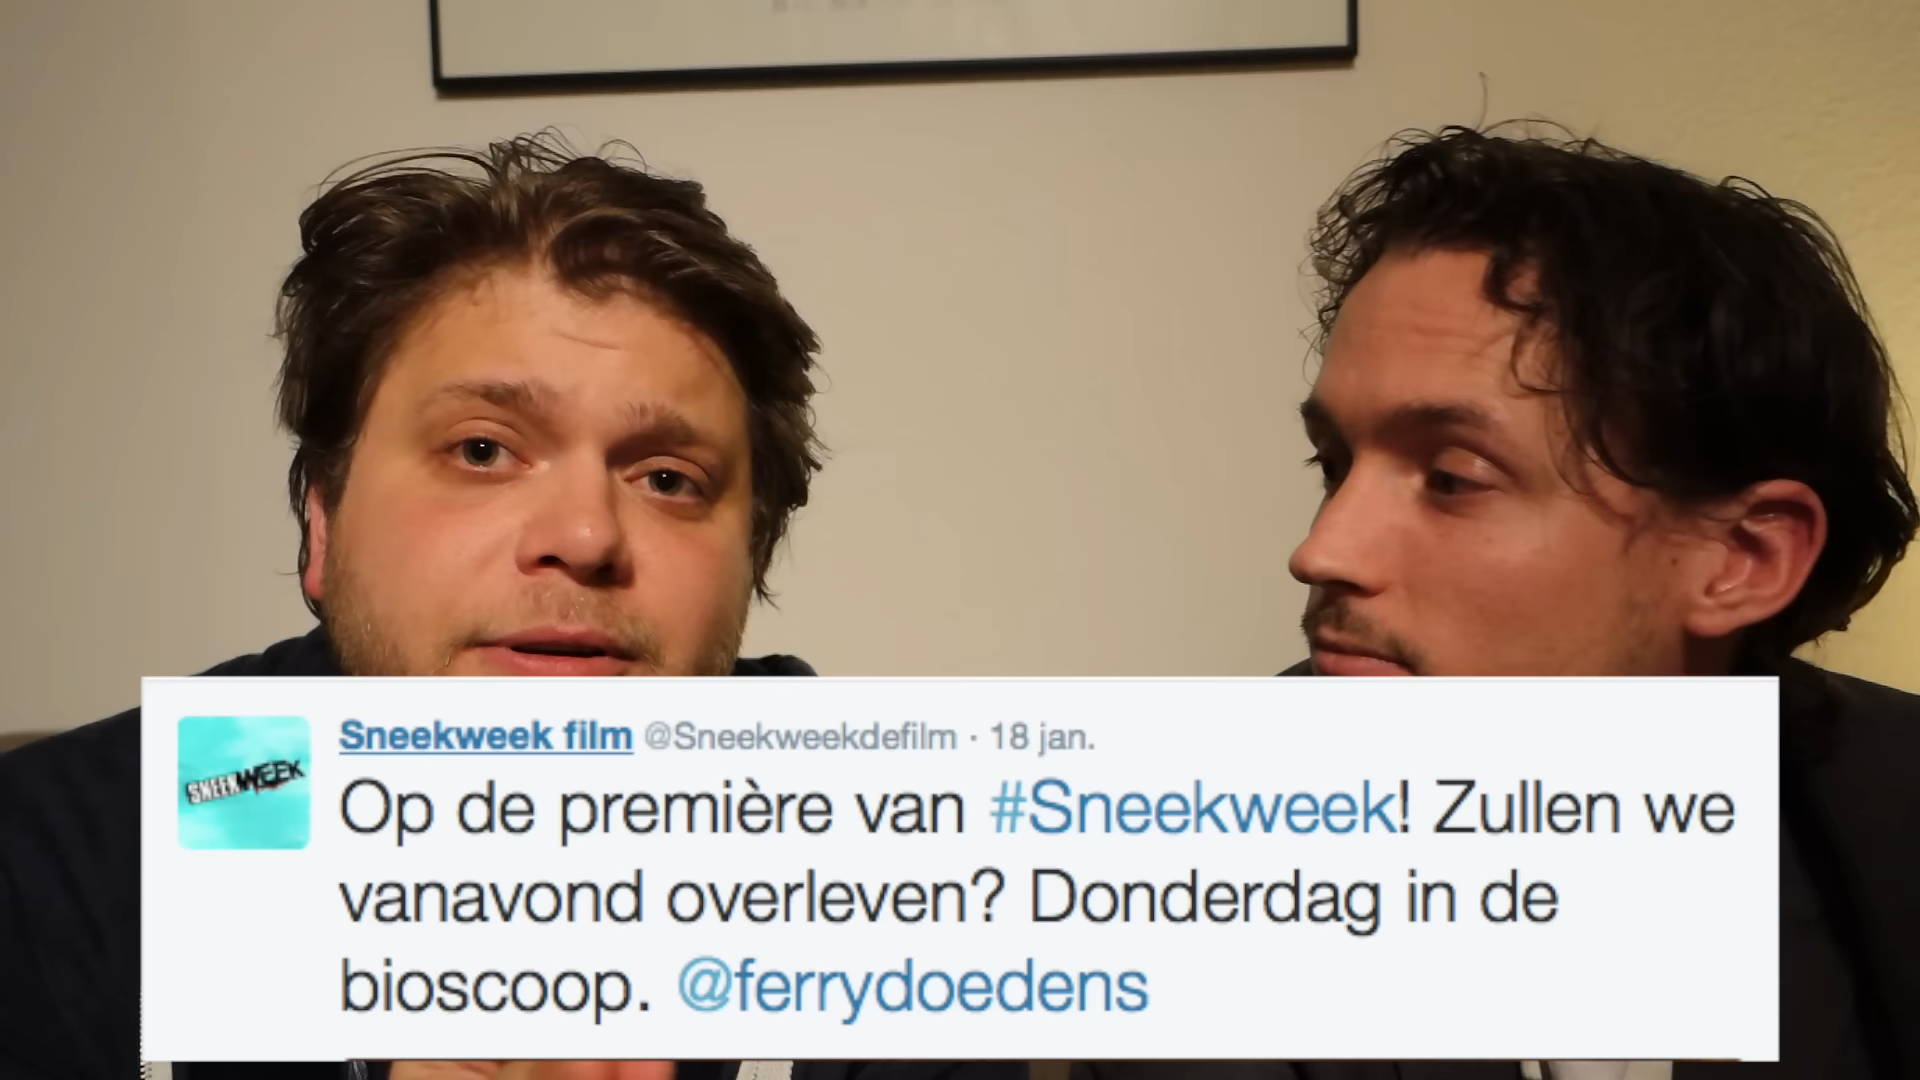 Sneekweek film @Sneekweekdefilm · 18 jan.
SNEEKWEEK
Op de première van #Sneekweek! Zullen we
vanavond overleven? Donderdag in de
bioscoop. @ferrydoedens